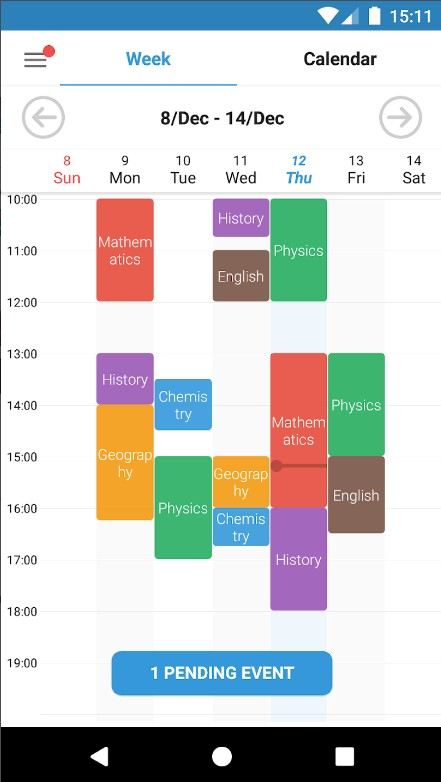 15:11
Week Calendar
8/Dec - 14/Dec
8 9 10 11 12 13 14
Sun Mon Tue Wed Thu Fri Sat
10:00
History
Mathem
atics
Physics
11:00
English
12:00
13:00
History
Chemis
try
Physics
14:00
Mathem
atics
15:00
Geograp
hy
Geograp
hy
English
16:00
Physics
Chemis
try
17:00
History
18:00
19:00
1 PENDING EVENT